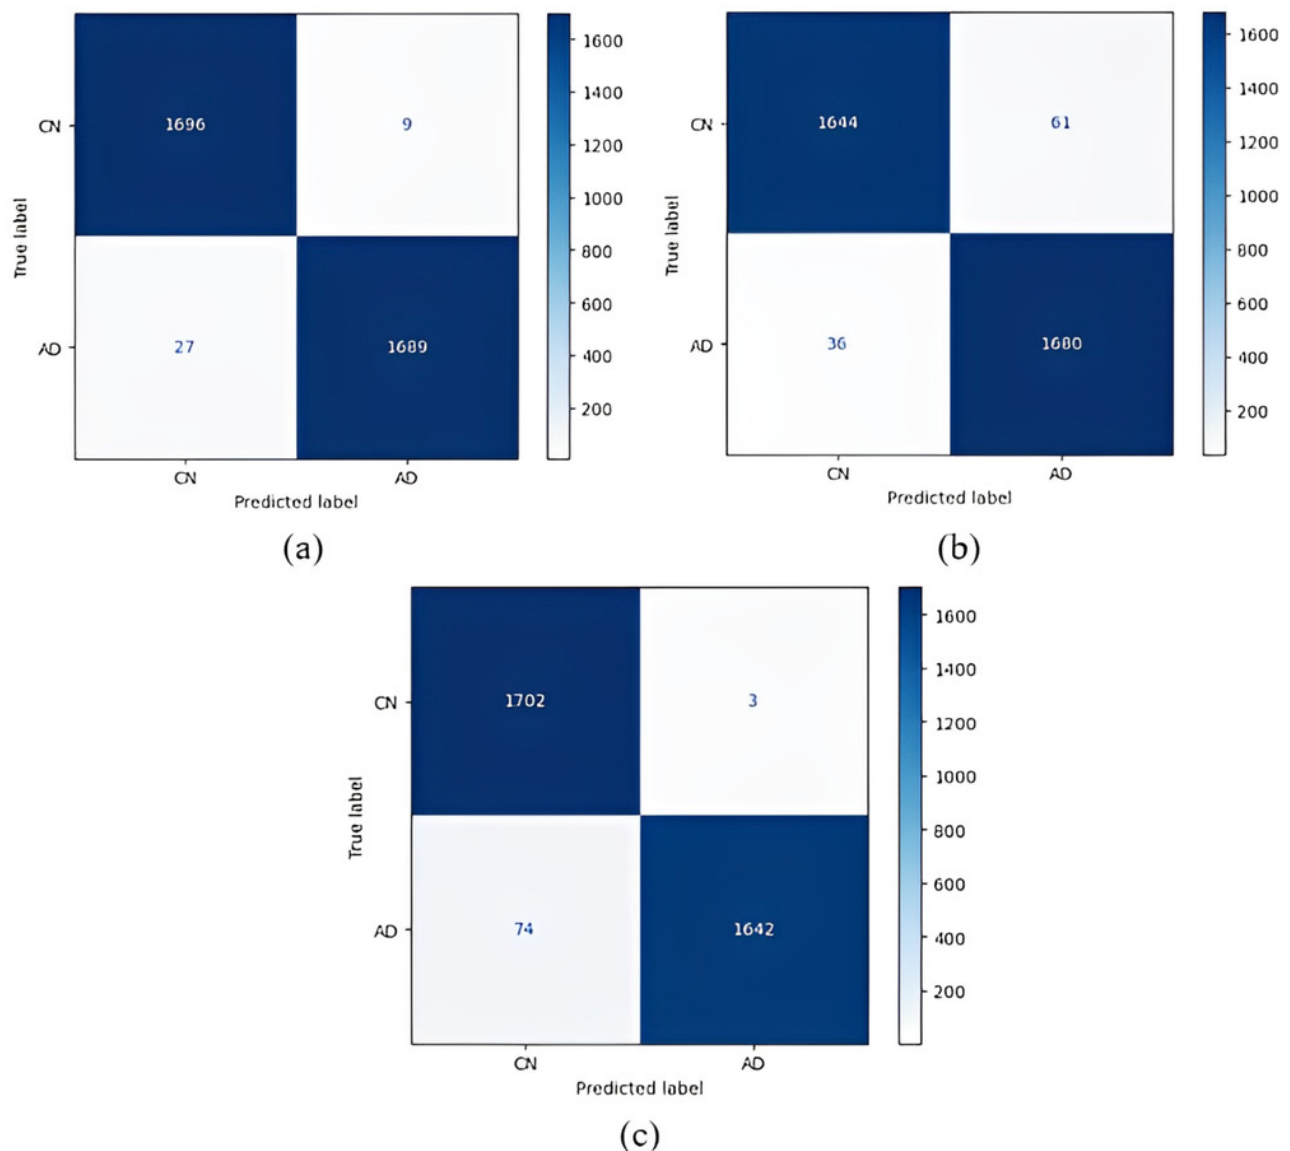 CN
1696
9
AD
27
1689
CN
AD
True label
Predicted label
1600
1400
1200
1000
800
600
400
200
(a)
CN
1644
61
AD
36
1680
CN
AD
True label
Predicted label
1600
1400
1200
1000
800
600
400
200
(b)
CN
1702
3
AD
74
1642
CN
AD
True label
Predicted label
1600
1400
1200
1000
800
600
400
200
(c)